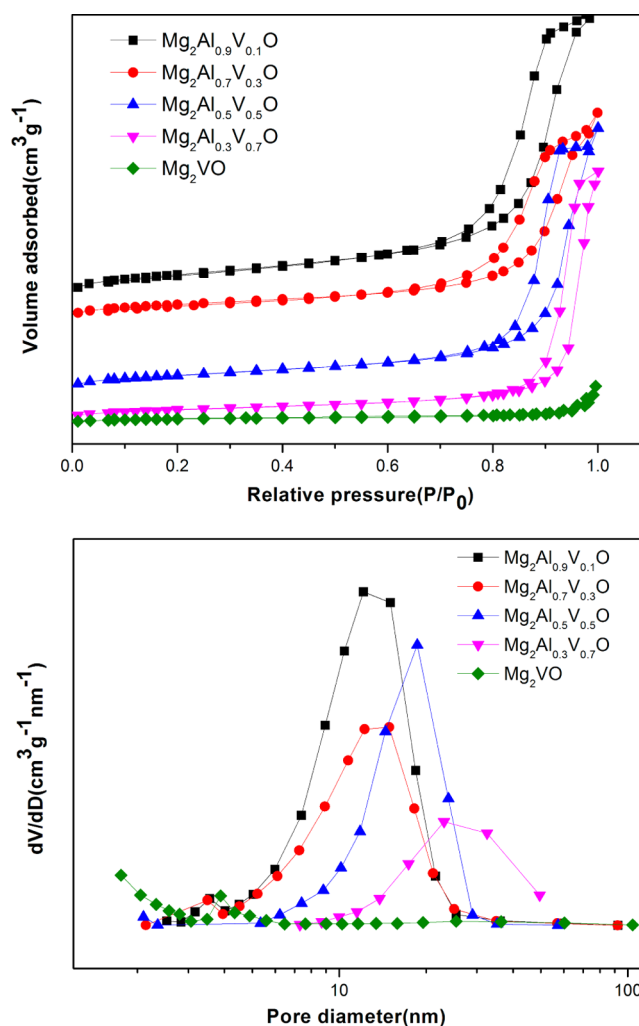 Mg2Al0.9V0.1O
Mg2Al0.7V0.3O
Mg2Al0.5V0.5O
Mg2Al0.3V0.7O
Mg2VO
Volume adsorbed(cm3g-1)
0.0 0.2 0.4 0.6 0.8 1.0
Relative pressure(P/P0)
Mg2Al0.9V0.1O
Mg2Al0.7V0.3O
Mg2Al0.5V0.5O
Mg2Al0.3V0.7O
Mg2VO
dV/dD(cm3g-1nm-1)
10 100
Pore diameter(nm)